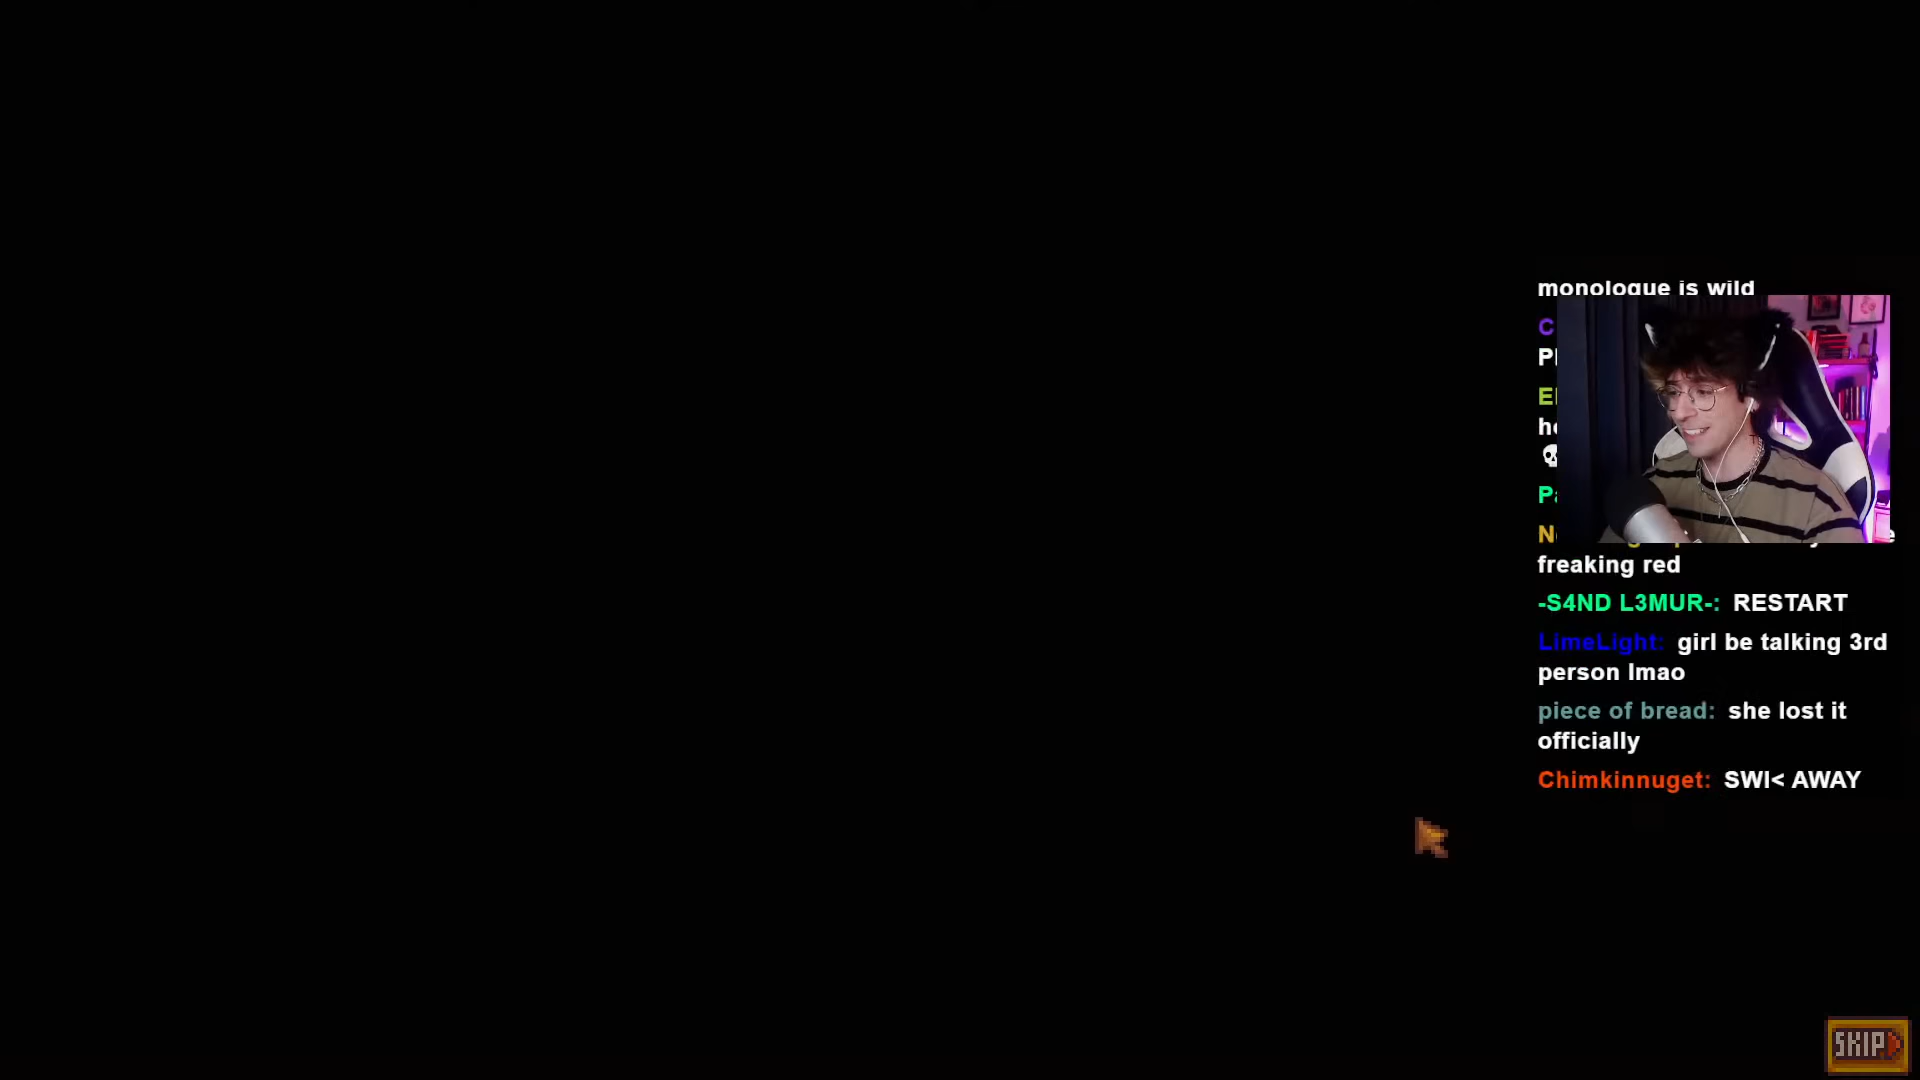 monologue is wild
freaking red
-S4ND L3MUR-: RESTART
LimeLight: girl be talking 3rd
person lmao
piece of bread: she lost it
officially
Chimkinnuget: SWI< AWAY
SKIP